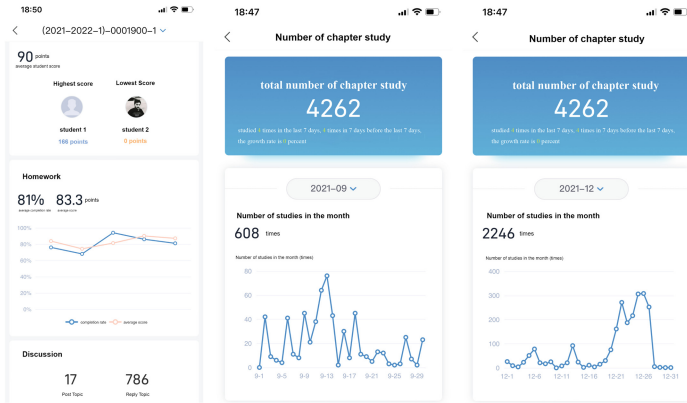 18:50
(2021-2022-1)-0001900-1
90 points
average student score
Highest score Lowest Score
student 1 student 2
166 points 0 points
Homework
81% 83.3 points
average completion rate average score
100%
80%
60%
40%
20%
0%
completion rate average score
Discussion
17 786
Post Topic Reply Topic
18:47
Number of chapter study
total number of chapter study
4262
studied 0 times in the last 7 days, 0 times in 7 days before the last 7 days,
the growth rate is 0 percent
2021-09
Number of studies in the month
608 times
Number of studies in the month (times)
80
60
40
20
0
9-1 9-5 9-9 9-13 9-17 9-21 9-25 9-29
18:47
Number of chapter study
total number of chapter study
4262
studied times in the last 7 days, times in 7 days before the last 7 days,
the growth rate is 0 percent
2021-12
Number of studies in the month
2246 times
Number of studies in the month (times)
400
300
200
100
0
12-1 12-6 12-11 12-16 12-21 12-26 12-31